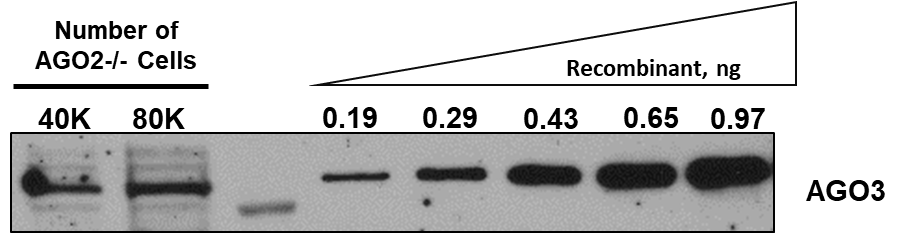 Number of
AGO2-/- Cells
Recombinant, ng
40K 80K 0.19 0.29 0.43 0.65 0.97
AGO3